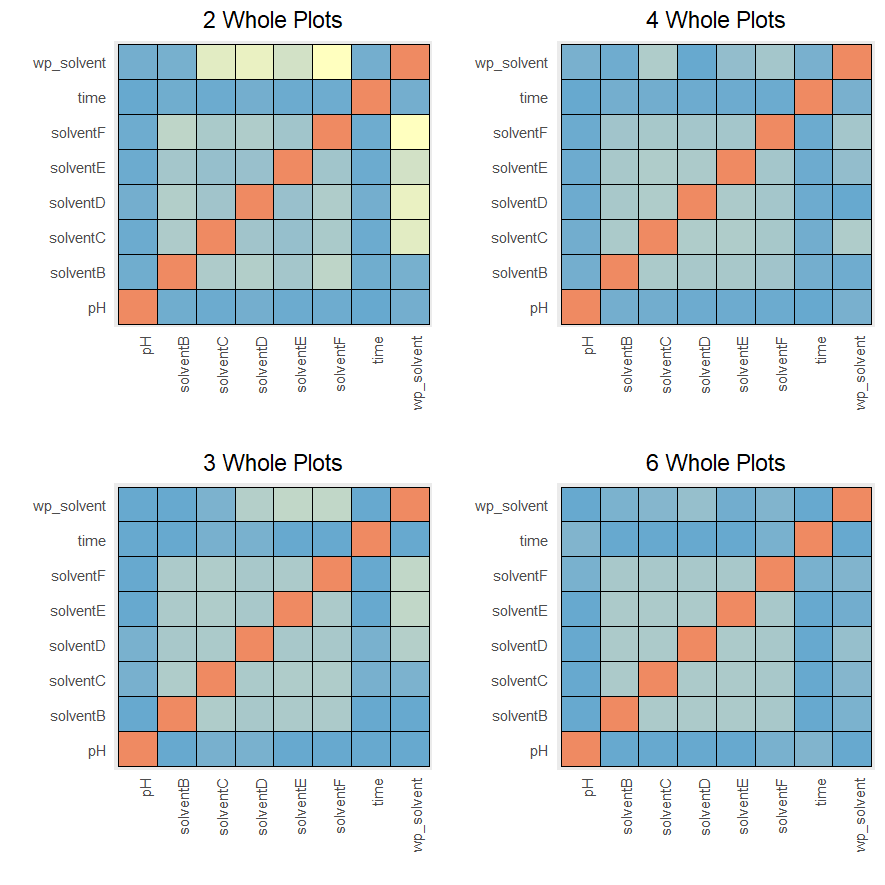 2 Whole Plots
wp_solvent
time
solventF
solventE
solventD
solventC
solventB
pH
pH
solventB
solventC
solventD
solventE
solventF
time
wp_solvent
4 Whole Plots
wp_solvent
time
solventF
solventE
solventD
solventC
solventB
pH
pH
solventB
solventC
solventD
solventE
solventF
time
wp_solvent
3 Whole Plots
wp_solvent
time
solventF
solventE
solventD
solventC
solventB
pH
pH
solventB
solventC
solventD
solventE
solventF
time
wp_solvent
6 Whole Plots
wp_solvent
time
solventF
solventE
solventD
solventC
solventB
pH
pH
solventB
solventC
solventD
solventE
solventF
time
wp_solvent